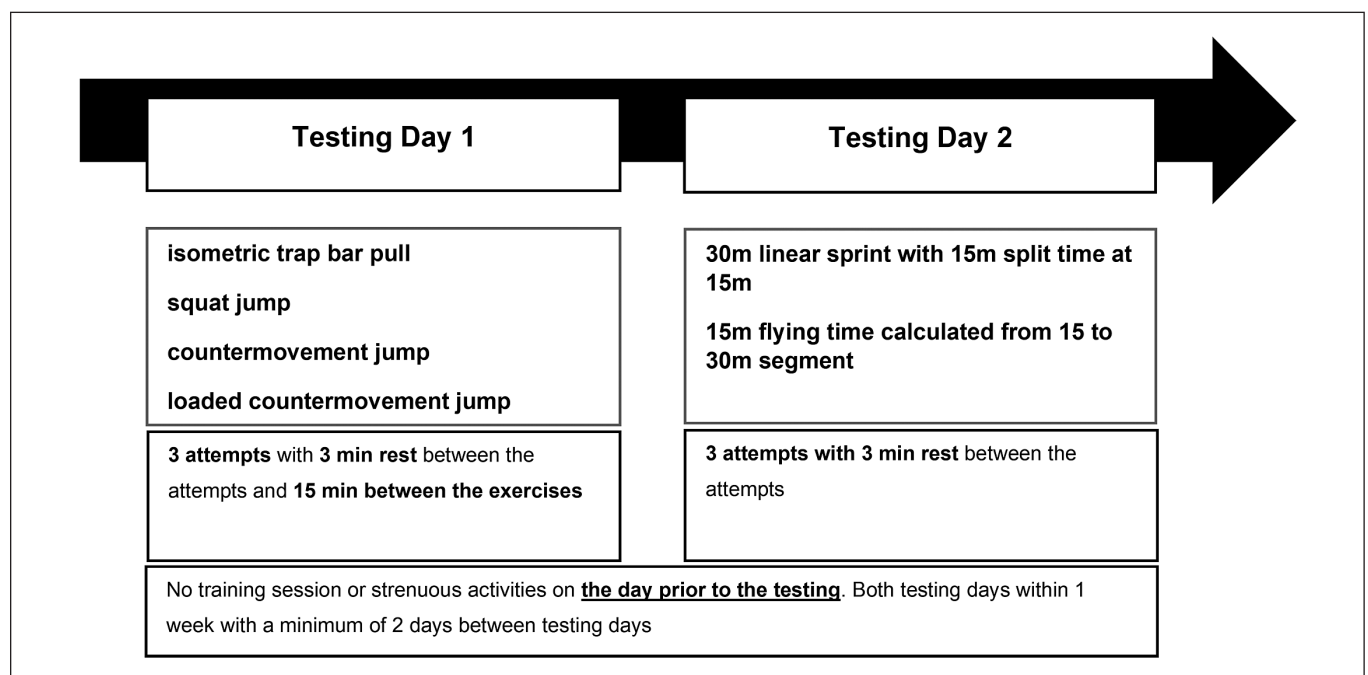 Testing Day 1
Testing Day 2
isometric trap bar pull
squat jump
countermovement jump
loaded countermovement jump
30m linear sprint with 15m split time at
15m
15m flying time calculated from 15 to
30m segment
3 attempts with 3 min rest between the
attempts and 15 min between the exercises
3 attempts with 3 min rest between the
attempts
No training session or strenuous activities on the day prior to the testing. Both testing days within 1
week with a minimum of 2 days between testing days